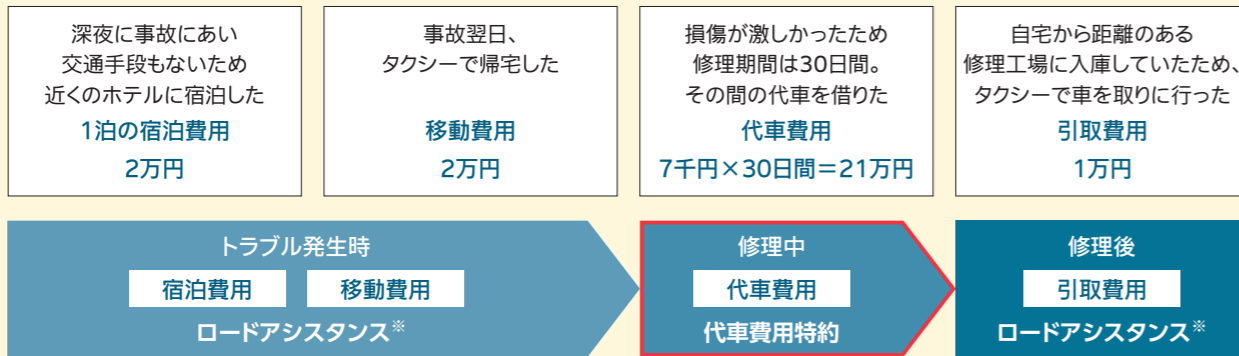 深夜に事故にあい
交通手段もないため
近くのホテルに宿泊した
1泊の宿泊費用
2万円
事故翌日、
タクシーで帰宅した
移動費用
2万円
損傷が激しかったため
修理期間は30日間。
その間の代車を借りた
代車費用
7千円×30日間＝21万円
自宅から距離のある
修理工場に入庫していたため、
タクシーで車を取りに行った
引取費用
1万円
トラブル発生時
宿泊費用 移動費用
ロードアシスタンス※
修理中
代車費用
代車費用特約
修理後
引取費用
ロードアシスタンス※